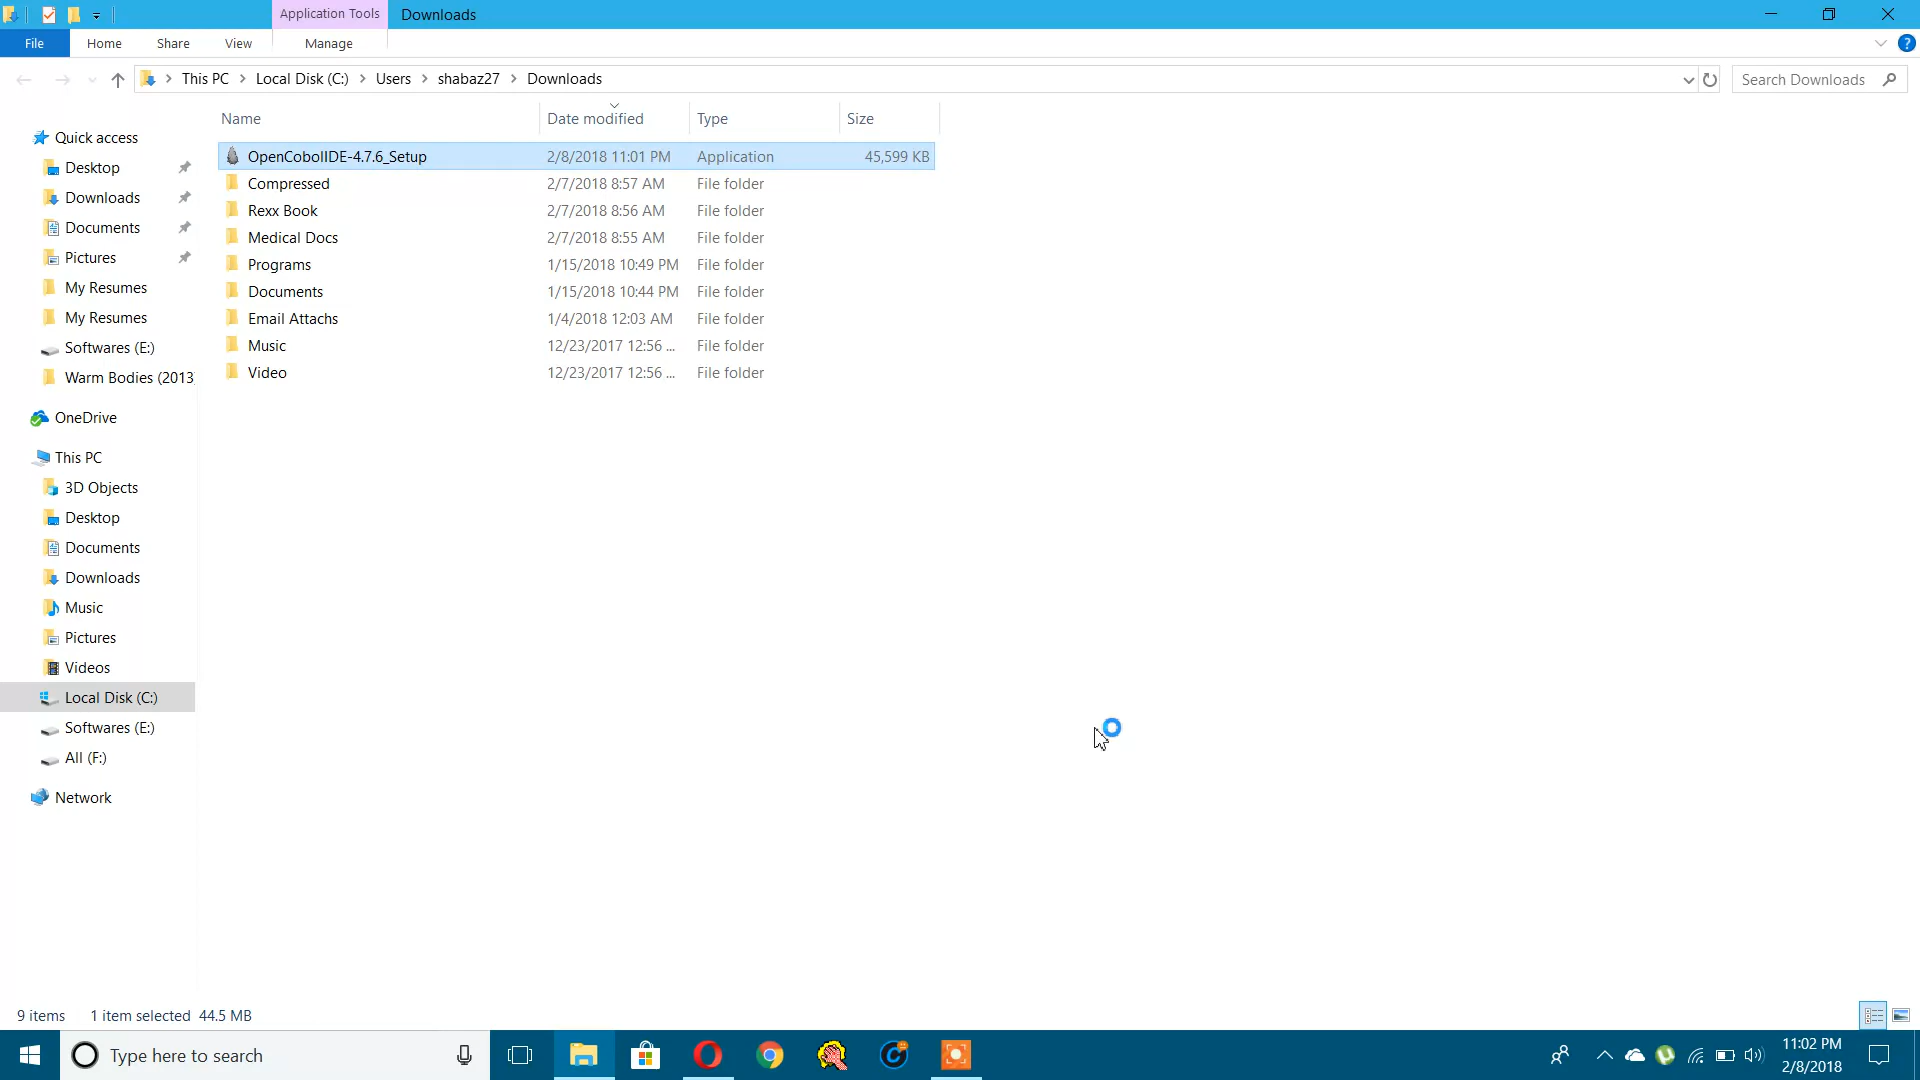 Application Tools
Downloads
File
Home
Share
View
Manage
This PC
Local Disk (C:)
Users
shabaz27
Downloads
Search Downloads
Name
Date modified
Type
Size
OpenCobolIDE-4.7.6_Setup 2/8/2018 11:01 PM Application 45,599 KB
Compressed 2/7/2018 8:57 AM File folder
Rexx Book 2/7/2018 8:56 AM File folder
Medical Docs 2/7/2018 8:55 AM File folder
Programs 1/15/2018 10:49 PM File folder
Documents 1/15/2018 10:44 PM File folder
Email Attachs 1/4/2018 12:03 AM File folder
Music 12/23/2017 12:56 ... File folder
Video 12/23/2017 12:56 ... File folder
Quick access
Desktop
Downloads
Documents
Pictures
My Resumes
My Resumes
Softwares (E:)
Warm Bodies (2013)
OneDrive
This PC
3D Objects
Desktop
Documents
Downloads
Music
Pictures
Videos
Local Disk (C:)
Softwares (E:)
All (F:)
Network
9 items
1 item selected 44.5 MB
Type here to search
11:02 PM
2/8/2018